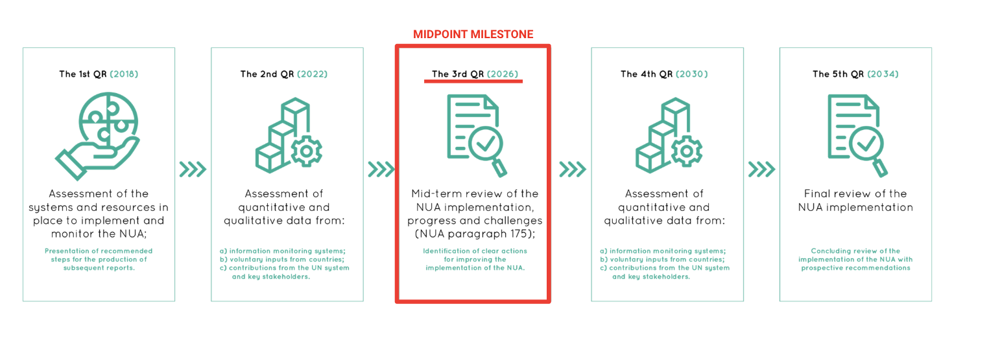 MIDPOINT MILESTONE
The 1st QR (2018)
Assessment of the
systems and resources in
place to implement and
monitor the NUA;
Presentation of recommended
steps for the production of
subsequent reports.
The 2nd QR (2022)
Assessment of
quantitative and
qualitative data from:
a) information monitoring systems;
b) voluntary inputs from countries;
c) contributions from the UN system
and key stakeholders.
The 3rd QR (2026)
Mid-term review of the
NUA implementation,
progress and challenges
(NUA paragraph 175);
Identification of clear actions
for improving the
implementation of the NUA.
The 4th QR (2030)
Assessment of
quantitative and
qualitative data from:
a) information monitoring systems;
b) voluntary inputs from countries;
c) contributions from the UN system
and key stakeholders.
The 5th QR (2034)
Final review of the
NUA implementation
Concluding review of the
implementation of the NUA with
prospective recommendations